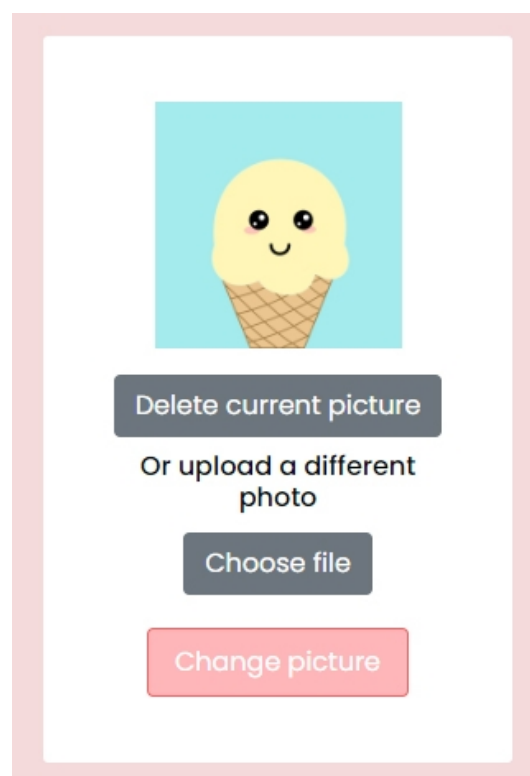 Delete current picture
Or upload a different
photo
Choose file
Change picture